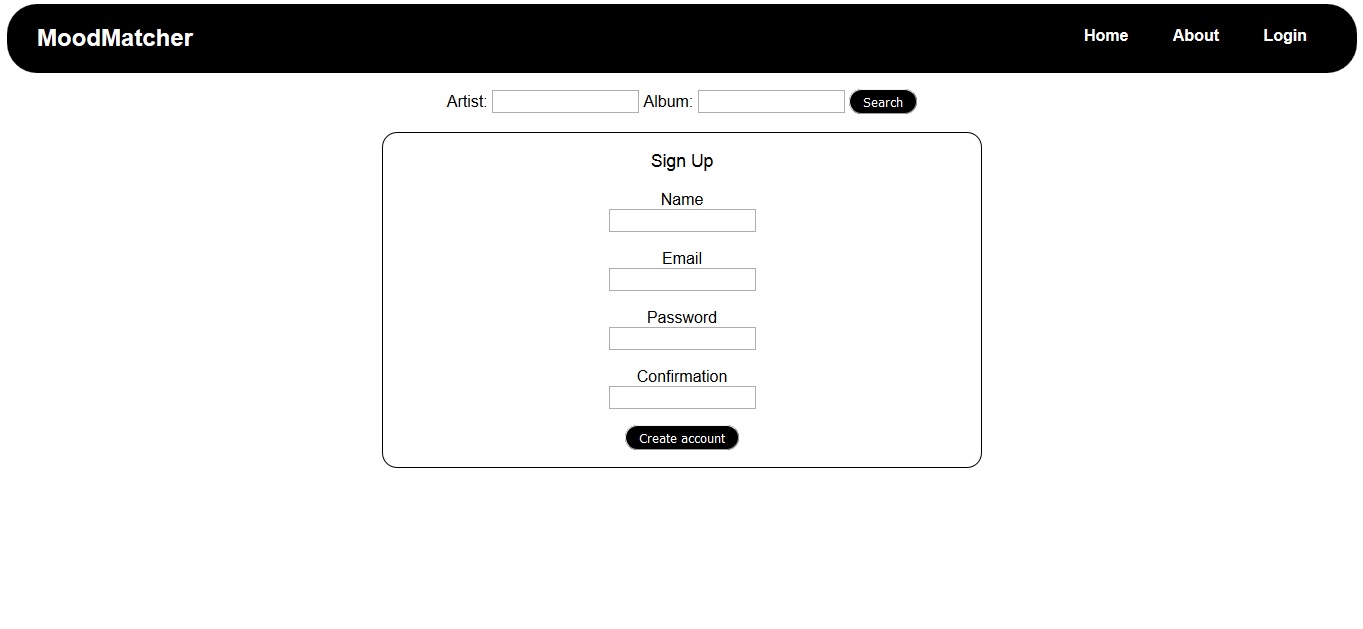 MoodMatcher Home About Login
Artist: Album: Search
Sign Up
Name
Email
Password
Confirmation
Create account